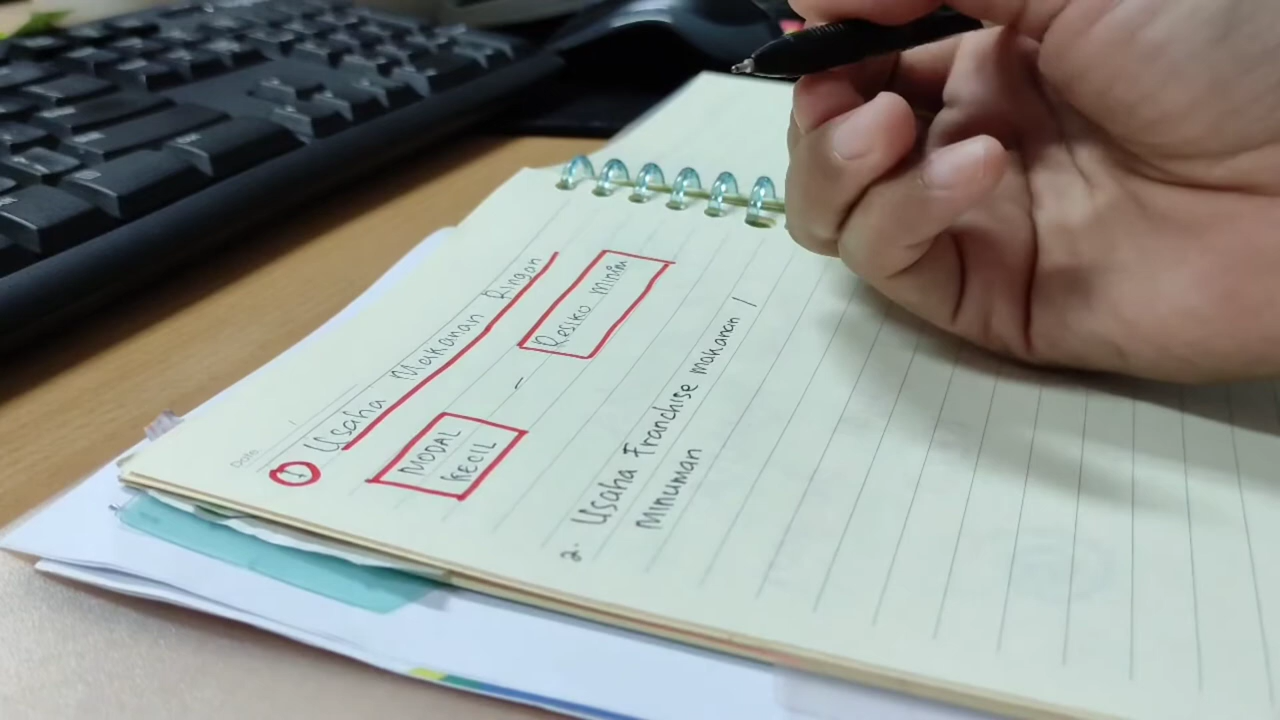 Date
① Usaha Makanan Ringan
MODAL KECIL - Resiko minim
2. Usaha Franchise makanan /
minuman